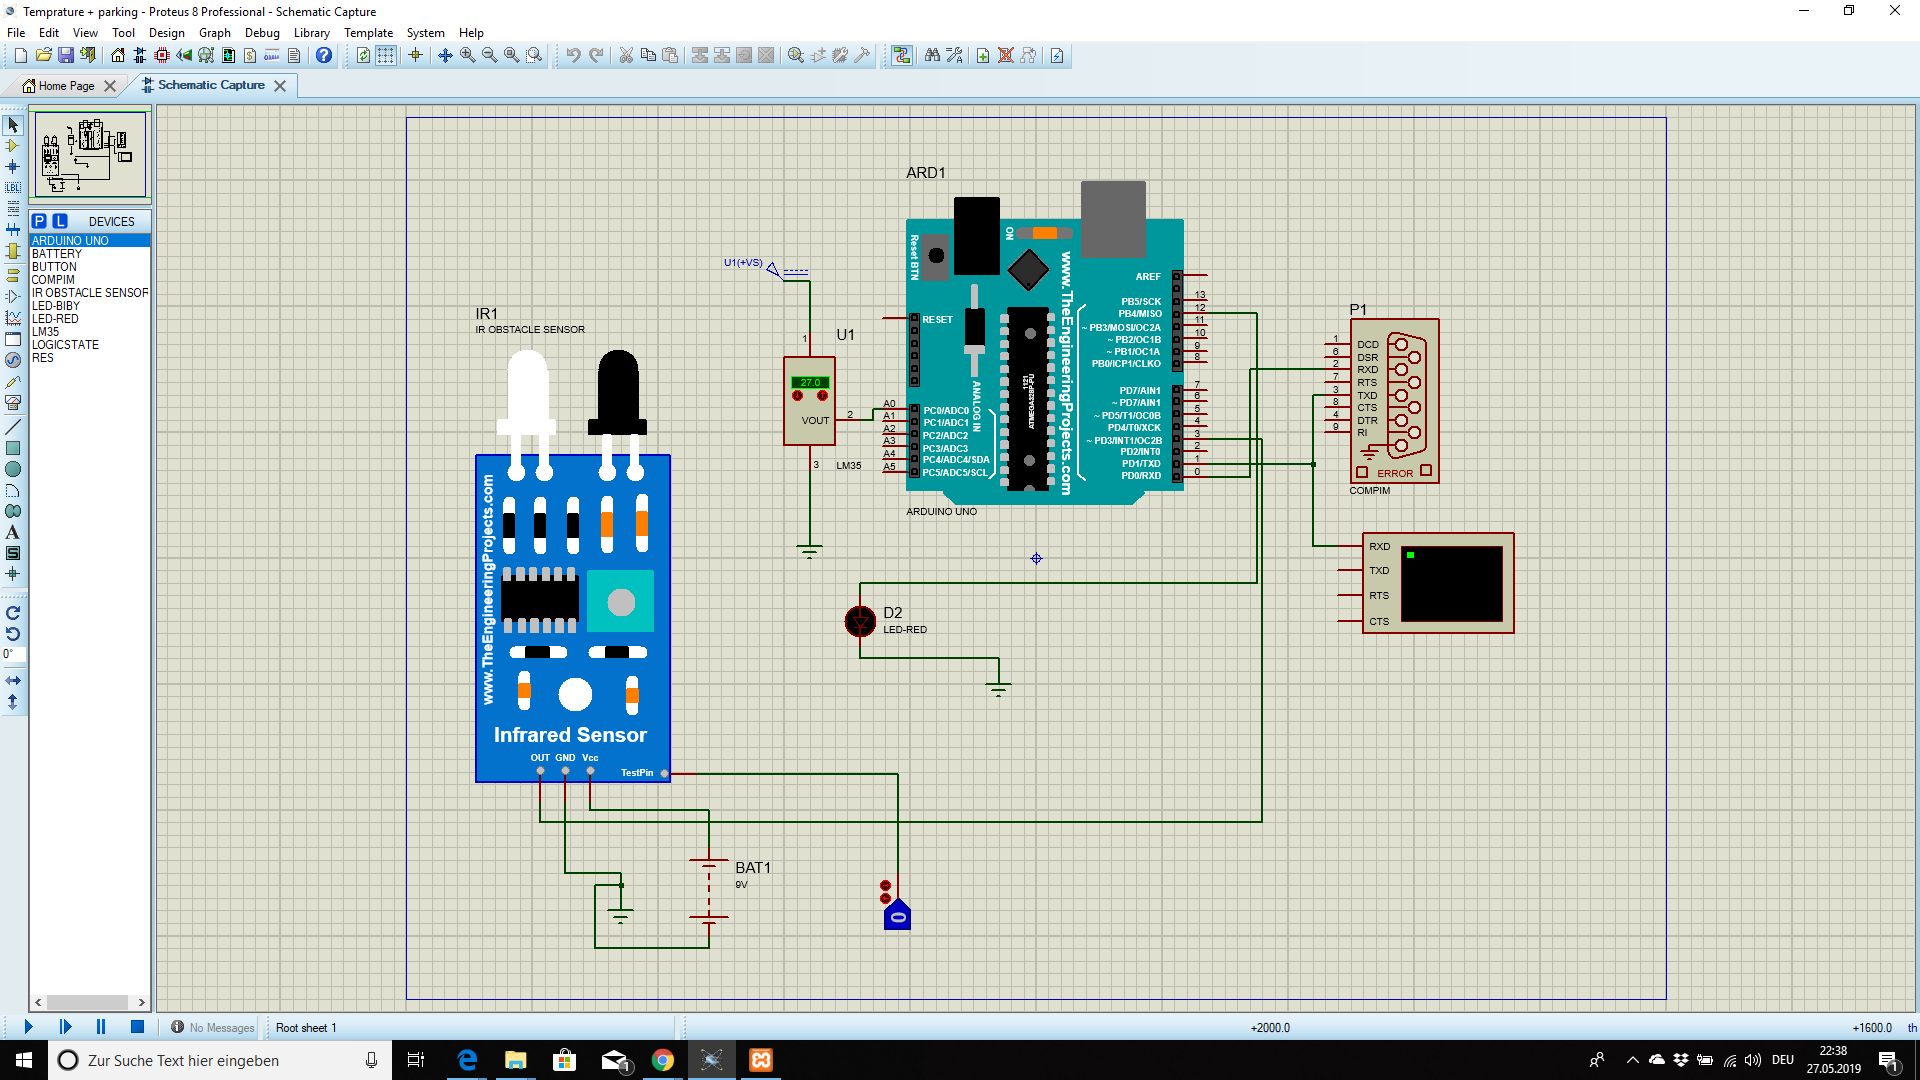 Temprature + parking - Proteus 8 Professional - Schematic Capture
File Edit View Tool Design Graph Debug Library Template System Help
Home Page
Schematic Capture
P L DEVICES
ARDUINO UNO
BATTERY
BUTTON
COMPIM
IR OBSTACLE SENSOR
LED-BIBY
LED-RED
LM35
LOGICSTATE
RES
LBL
A
S
0°
ARD1
Reset BTN
ON
www.TheEngineeringProjects.com
RESET
ANALOG IN
ATMEGA328P-PU
1121
A0 PC0/ADC0
A1 PC1/ADC1
A2 PC2/ADC2
A3 PC3/ADC3
A4 PC4/ADC4/SDA
A5 PC5/ADC5/SCL
AREF
PB5/SCK 13
PB4/MISO 12
~ PB3/MOSI/OC2A 11
~ PB2/OC1B 10
~ PB1/OC1A 9
PB0/ICP1/CLKO 8
PD7/AIN1 7
~ PD7/AIN1 6
~ PD5/T1/OC0B 5
PD4/T0/XCK 4
~ PD3/INT1/OC2B 3
PD2/INT0 2
PD1/TXD 1
PD0/RXD 0
ARDUINO UNO
U1(+VS)
U1
1
27.0
VOUT 2
3
LM35
IR1
IR OBSTACLE SENSOR
www.TheEngineeringProjects.com
Infrared Sensor
OUT GND Vcc
TestPin
D2
LED-RED
BAT1
9V
0
P1
1 DCD
6 DSR
2 RXD
7 RTS
3 TXD
8 CTS
4 DTR
9 RI
ERROR
COMPIM
RXD
TXD
RTS
CTS
No Messages
Root sheet 1
+2000.0
+1600.0
th
Zur Suche Text hier eingeben
1
DEU
22:38
27.05.2019
1